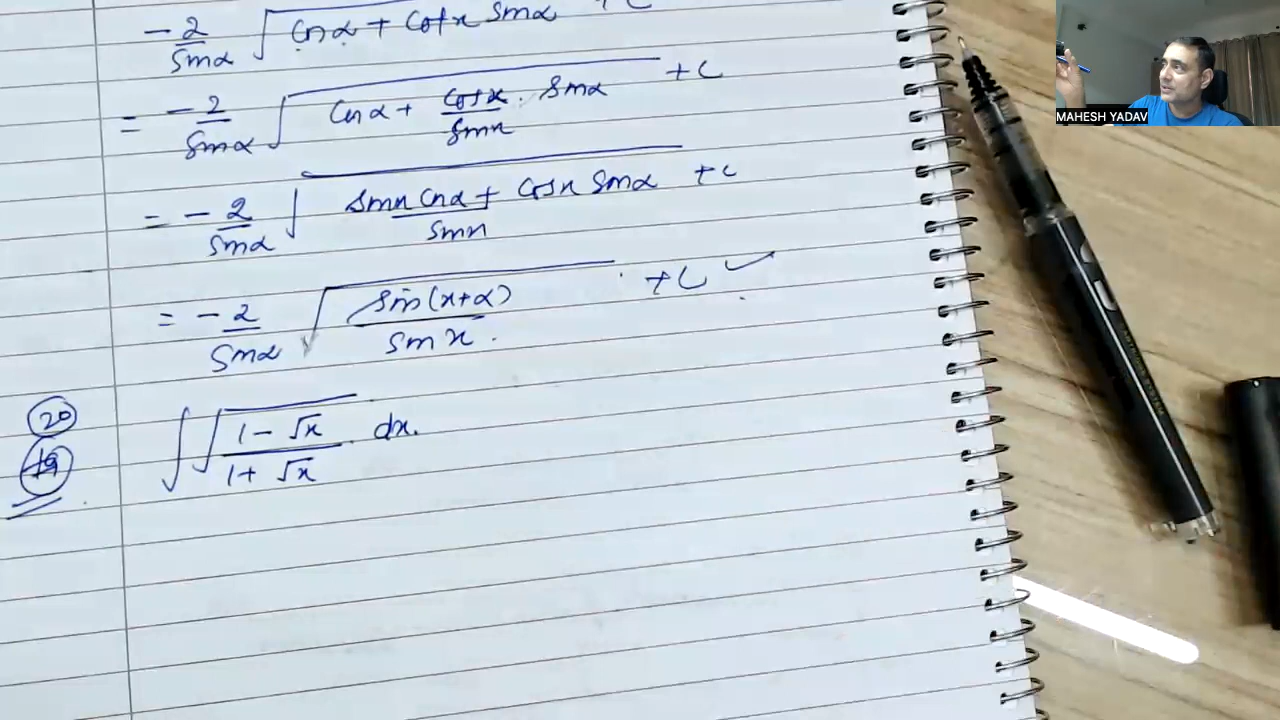 - 2/sinα √(cosα + cotx sinα) + C
= - 2/sinα √(cosα + cosx/sinx . sinα) + C
= - 2/sinα √((sinx cosα + cosx sinα)/sinx) + C
= - 2/sinα √(sin(x+α)/sinx) + C ✓
20 ∫ √((1 - √x)/(1 + √x)) dx.
19
MAHESH YADAV